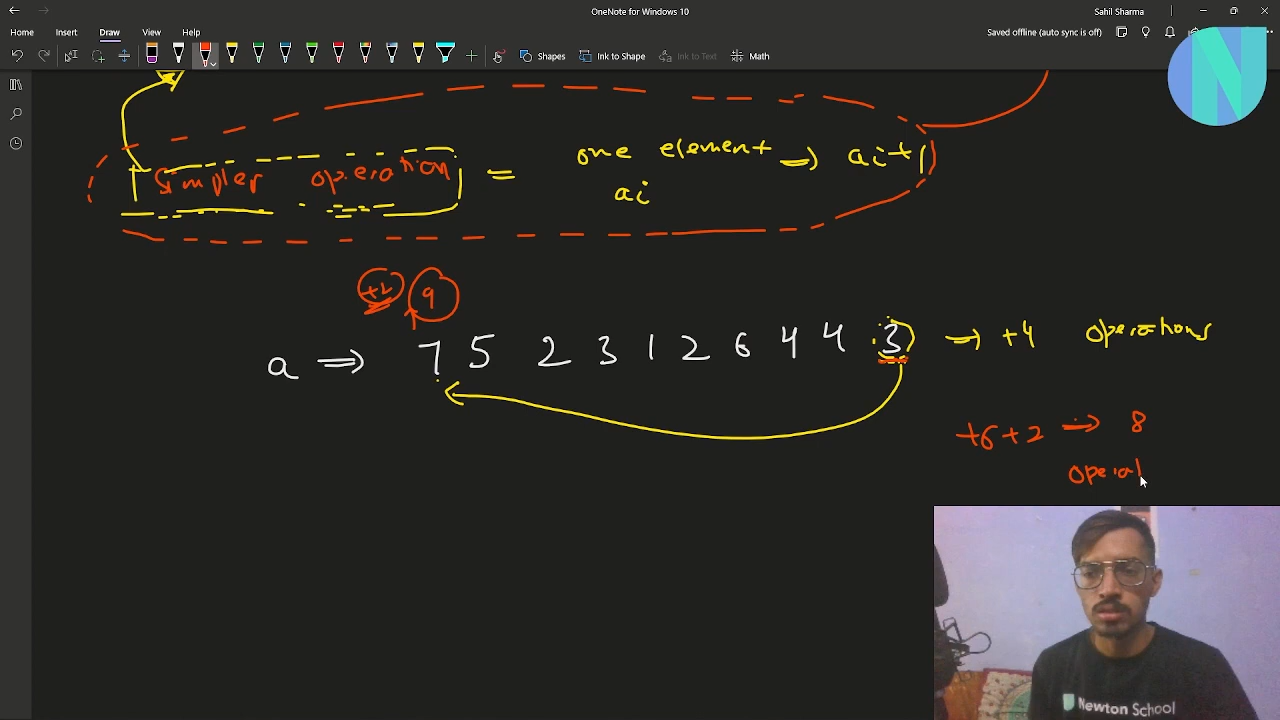 OneNote for Windows 10
Sahil Sharma
Home Insert Draw View Help
Saved offline (auto sync is off)
Shapes Ink to Shape Ink to Text Math
Simpler operation = one element => ai+1
ai
+2 9
a => 7 5 2 3 1 2 6 4 4 3 -> +4 operations
+6+2 -> 8
operat
Newton School